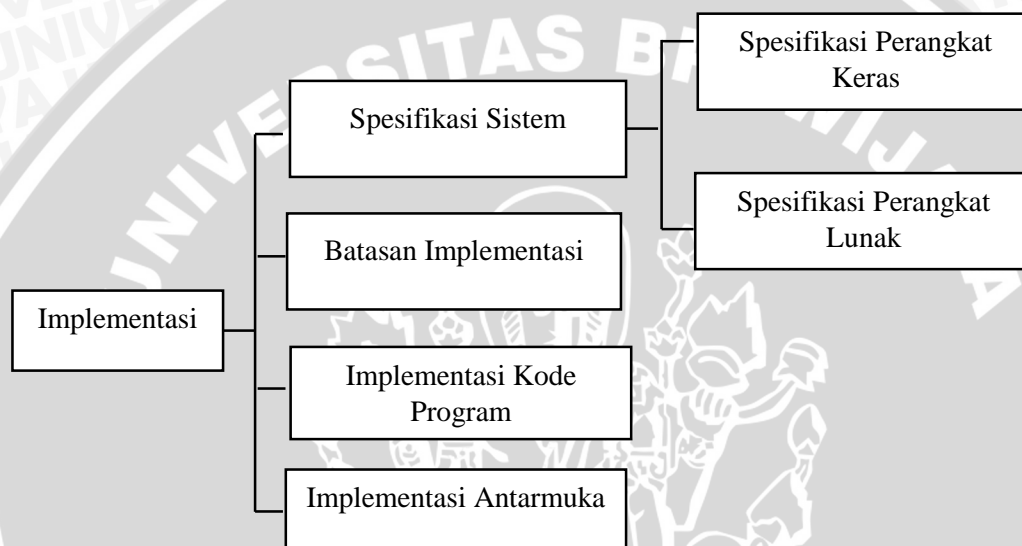 Implementasi
Spesifikasi Sistem
Spesifikasi Perangkat
Keras
Spesifikasi Perangkat
Lunak
Batasan Implementasi
Implementasi Kode
Program
Implementasi Antarmuka